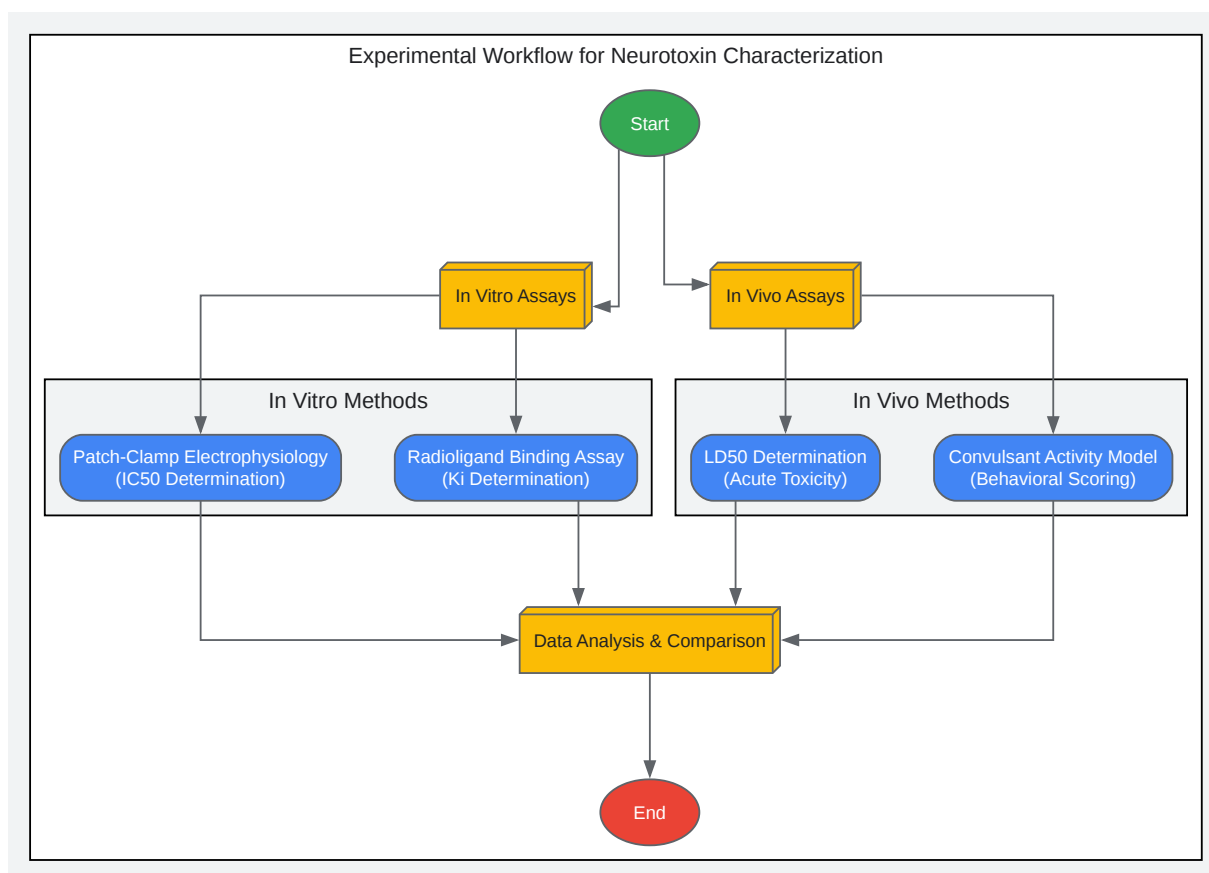 Experimental Workflow for Neurotoxin Characterization
Start
In Vitro Assays
In Vivo Assays
In Vitro Methods
In Vivo Methods
Patch-Clamp Electrophysiology
(IC50 Determination)
Radioligand Binding Assay
(Ki Determination)
LD50 Determination
(Acute Toxicity)
Convulsant Activity Model
(Behavioral Scoring)
Data Analysis & Comparison
End